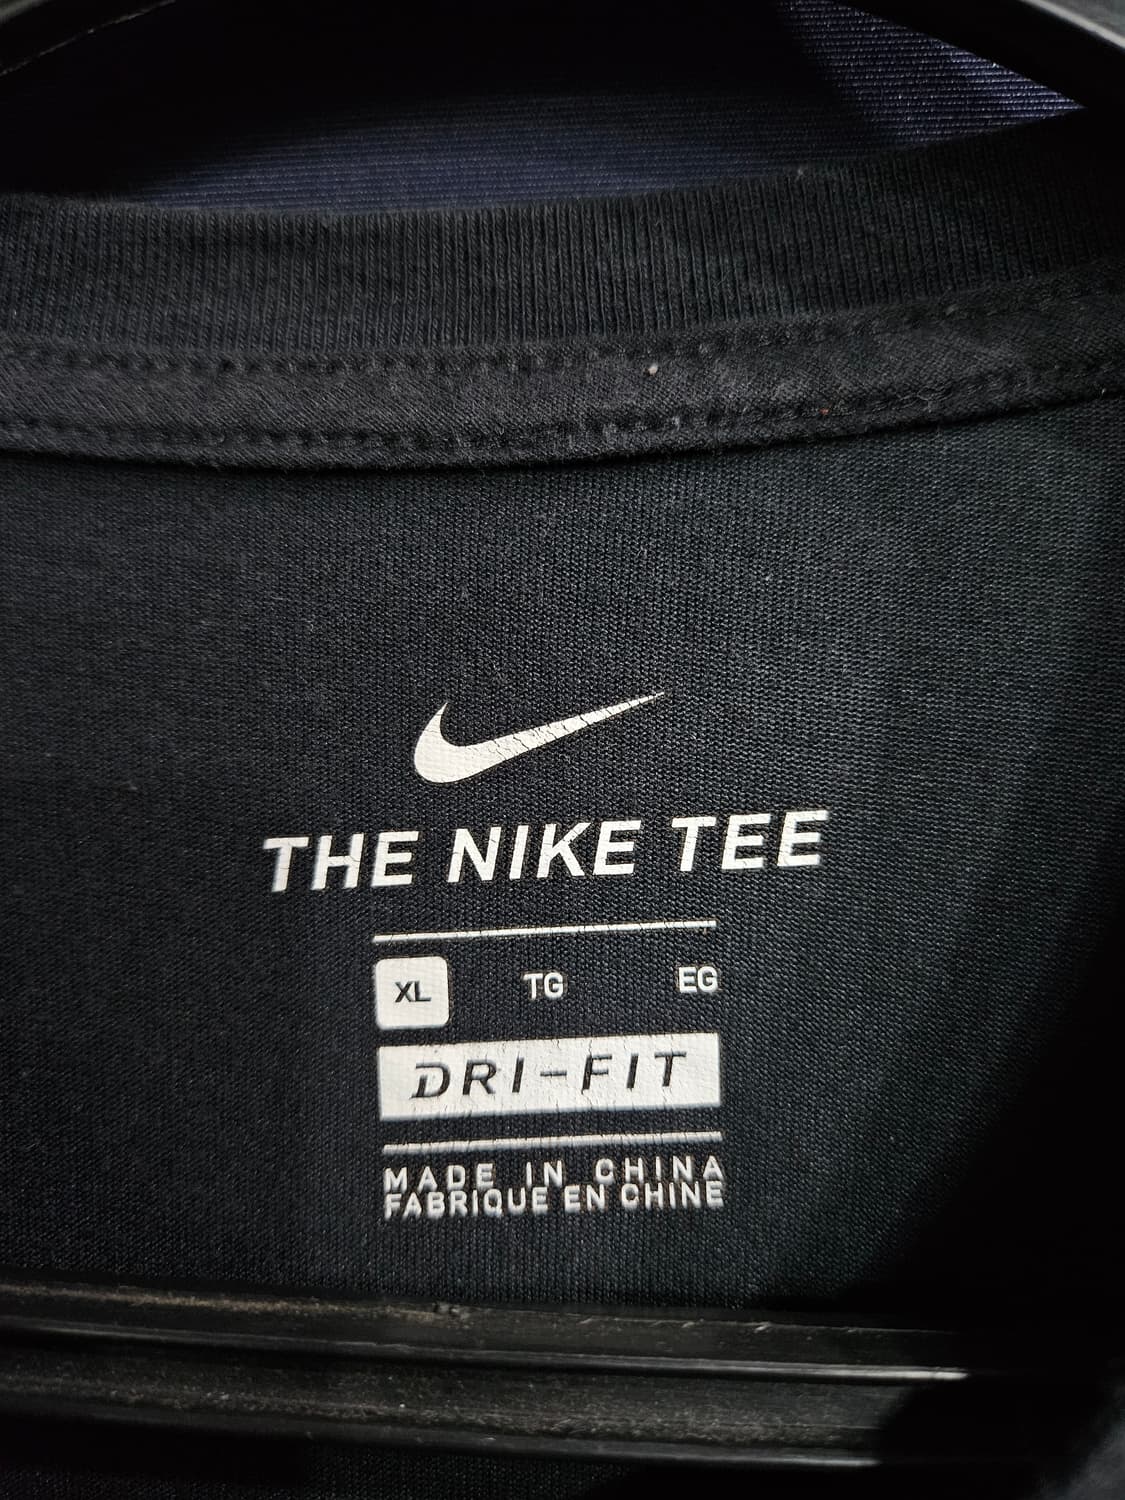 THE NIKE TEE
XL TG EG
DRI-FIT
MADE IN CHINA
FABRIQUE EN CHINE